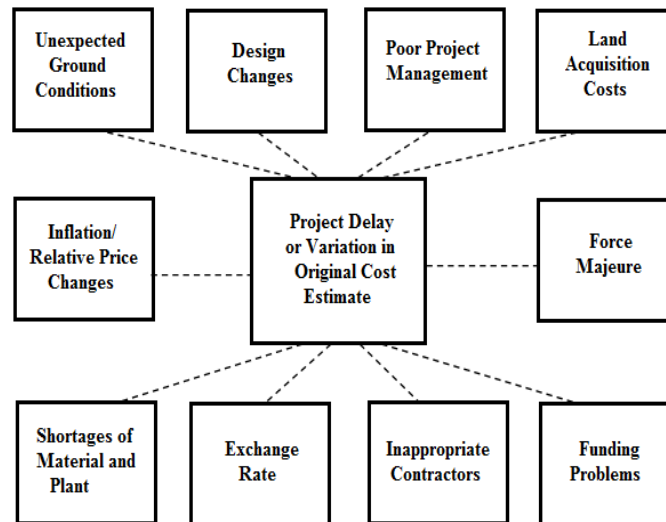 Unexpected
Ground
Conditions
Design
Changes
Poor Project
Management
Land
Acquisition
Costs
Inflation/
Relative Price
Changes
Project Delay
or Variation in
Original Cost
Estimate
Force
Majeure
Shortages of
Material and
Plant
Exchange
Rate
Inappropriate
Contractors
Funding
Problems